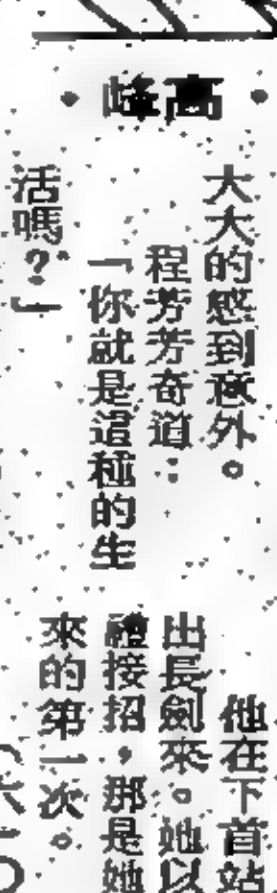 ·高峰·
大大的感到意外。
程芳芳奇道：
「你就是這種的生
活嗎？」
他在下首站
出長劍來。她以
禮接招，那是她
來的第一次。